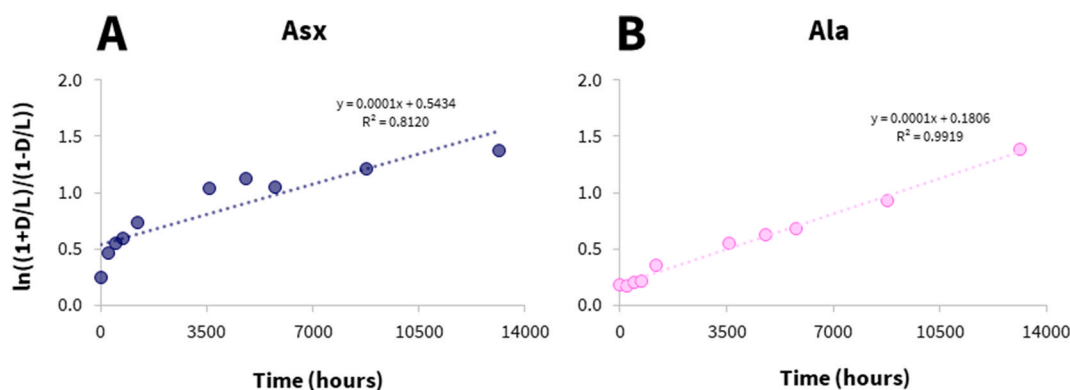 A
Asx
y = 0.0001x + 0.5434
R² = 0.8120
ln((1+D/L)/(1-D/L))
2.0
1.5
1.0
0.5
0.0
0 3500 7000 10500 14000
Time (hours)
B
Ala
y = 0.0001x + 0.1806
R² = 0.9919
2.0
1.5
1.0
0.5
0.0
0 3500 7000 10500 14000
Time (hours)